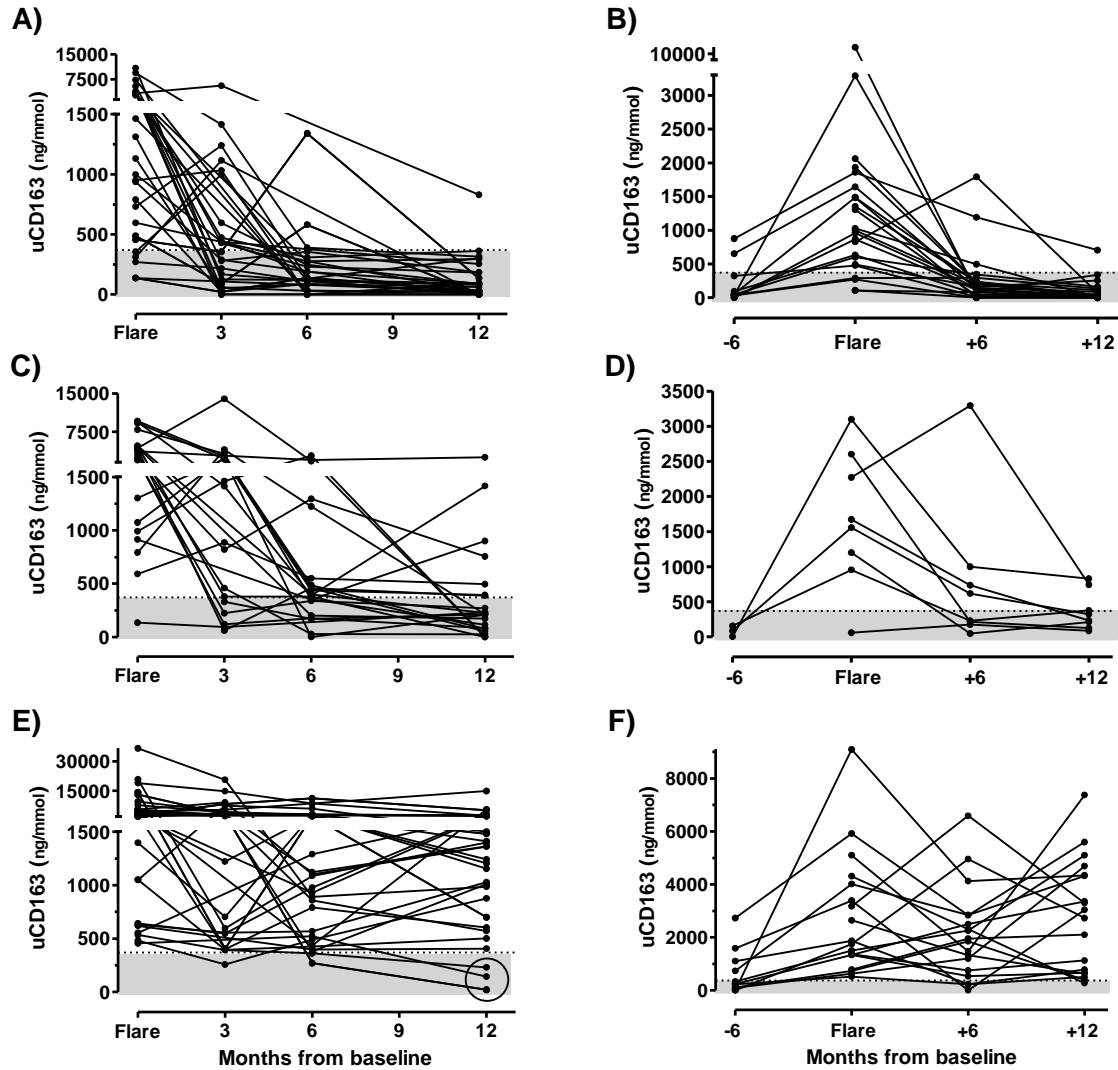 A)
15000
7500
1500
1000
500
0
uCD163 (ng/mmol)
Flare 3 6 9 12
B)
10000
3000
2500
2000
1500
1000
500
0
uCD163 (ng/mmol)
-6 Flare +6 +12
C)
15000
7500
1500
1000
500
0
uCD163 (ng/mmol)
Flare 3 6 9 12
D)
3500
3000
2500
2000
1500
1000
500
0
uCD163 (ng/mmol)
-6 Flare +6 +12
E)
30000
15000
1500
1000
500
0
uCD163 (ng/mmol)
Flare 3 6 9 12
Months from baseline
F)
8000
6000
4000
2000
0
uCD163 (ng/mmol)
-6 Flare +6 +12
Months from baseline